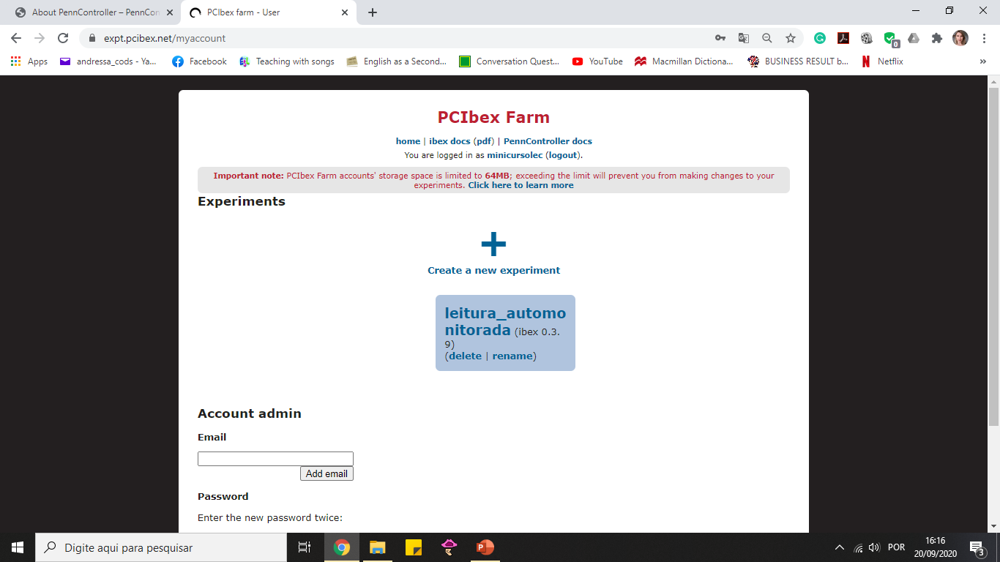 About PennController – PennCon
PCIbex farm - User
expt.pcibex.net/myaccount
0
Apps
andressa_cods - Ya...
Facebook
Teaching with songs
English as a Second...
Conversation Quest...
YouTube
Macmillan Dictiona...
BUSINESS RESULT b...
Netflix
»
PCIbex Farm
home | ibex docs (pdf) | PennController docs
You are logged in as minicursolec (logout).
Important note: PCIbex Farm accounts' storage space is limited to 64MB; exceeding the limit will prevent you from making changes to your
experiments. Click here to learn more
Experiments
+
Create a new experiment
leitura_automo
nitorada (ibex 0.3.
9)
(delete | rename)
Account admin
Email
Add email
Password
Enter the new password twice:
Digite aqui para pesquisar
POR
16:16
20/09/2020
3